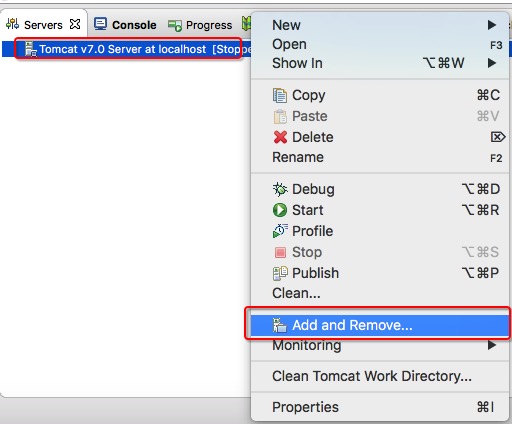 Servers Console Progress
Tomcat v7.0 Server at localhost [Stoppe
New
Open F3
Show In ⌥⌘W
Copy ⌘C
Paste ⌘V
Delete ⌦
Rename F2
Debug ⌥⌘D
Start ⌥⌘R
Profile
Stop ⌥⌘S
Publish ⌥⌘P
Clean...
Add and Remove...
Monitoring
Clean Tomcat Work Directory...
Properties ⌘I